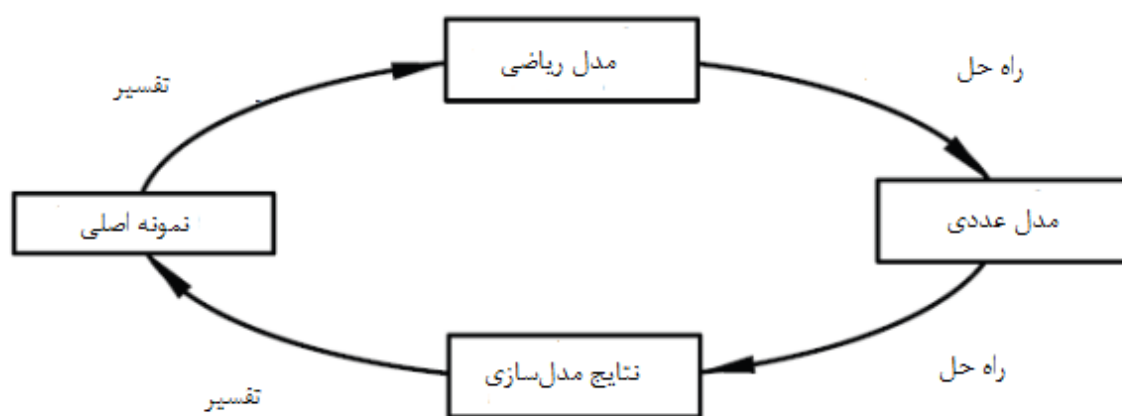 مدل ریاضی
راه حل
تفسیر
نمونه اصلی
مدل عددی
نتایج مدل‌سازی
راه حل
تفسیر